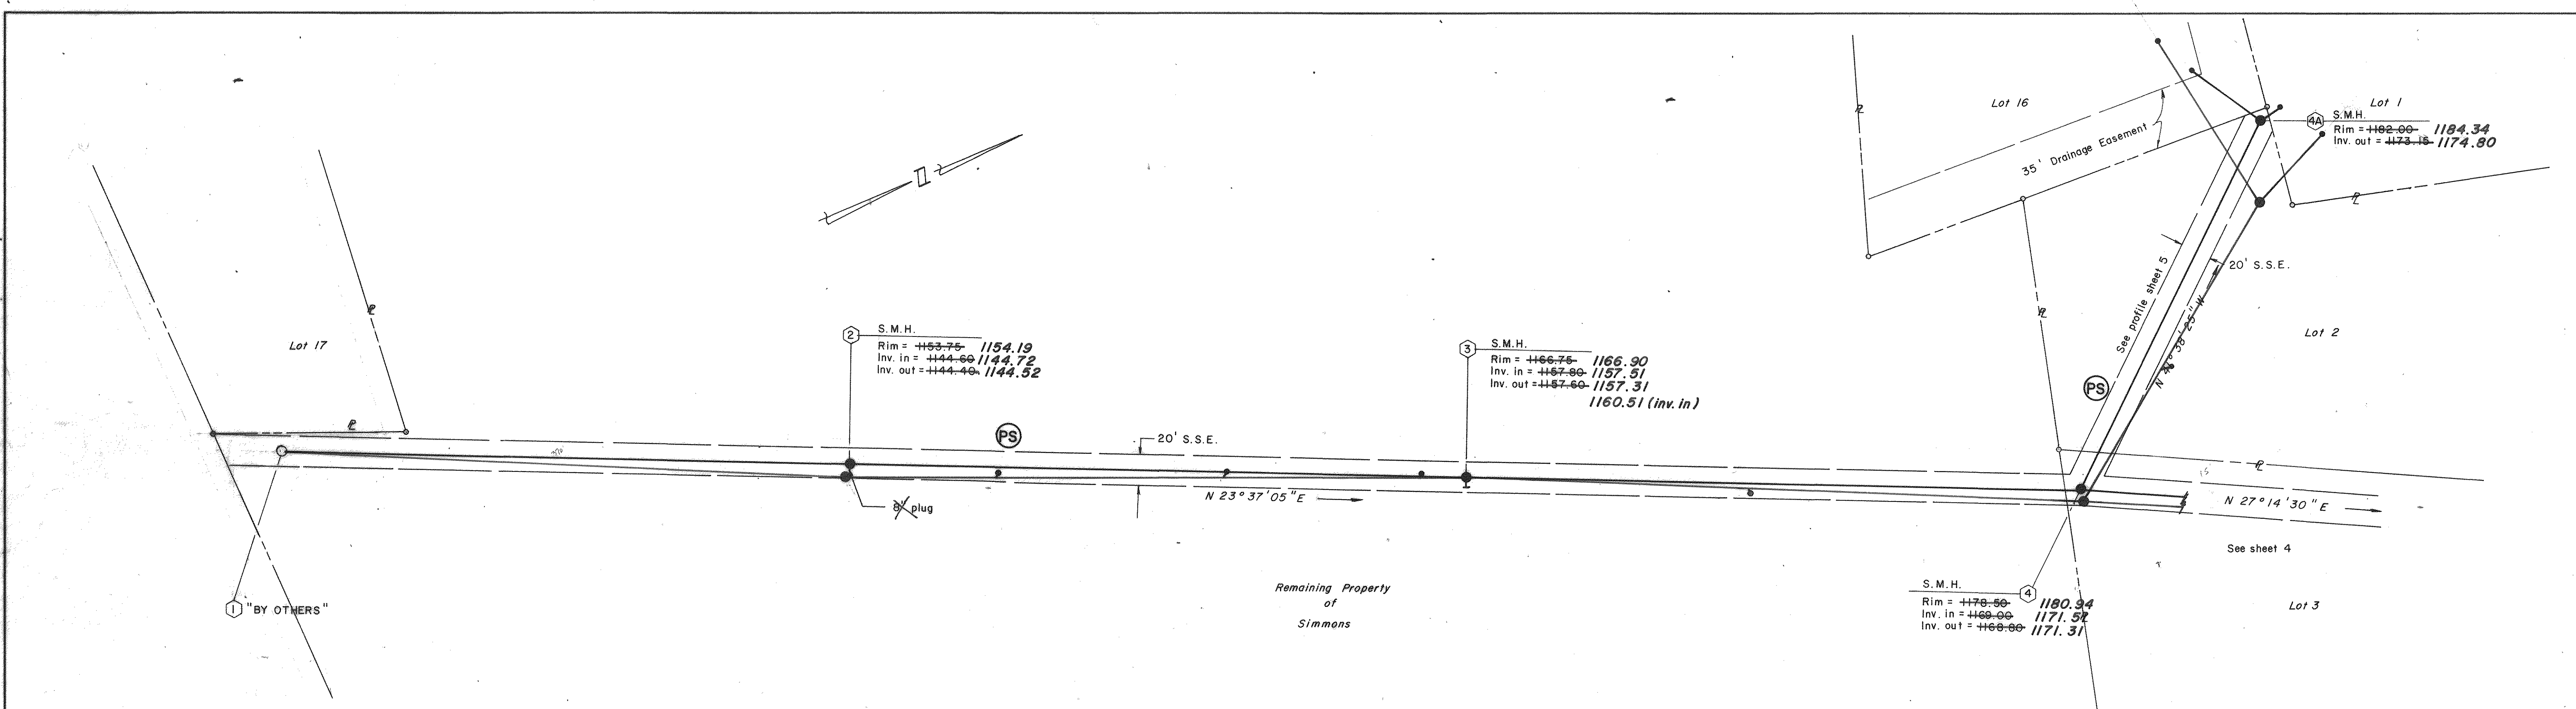 Lot 16
35' Drainage Easement
Lot 1
4A
S.M.H.
Rim = 1182.00 1184.34
Inv. out = 1173.15 1174.80
See profile sheet 5
20' S.S.E.
Lot 2
PS
Lot 17
2
S.M.H.
Rim = 1153.75 1154.19
Inv. in = 1144.60 1144.72
Inv. out = 1144.40 1144.52
3
S.M.H.
Rim = 1166.75 1166.90
Inv. in = 1157.80 1157.51
Inv. out = 1157.60 1157.31
1160.51 (inv. in)
PS
20' S.S.E.
8" plug
N 23° 37' 05" E
N 27° 14' 30" E
See sheet 4
1 "BY OTHERS"
Remaining Property
of
Simmons
S.M.H.
4
Rim = 1178.50 1180.94
Inv. in = 1169.00 1171.51
Inv. out = 1168.80 1171.31
Lot 3